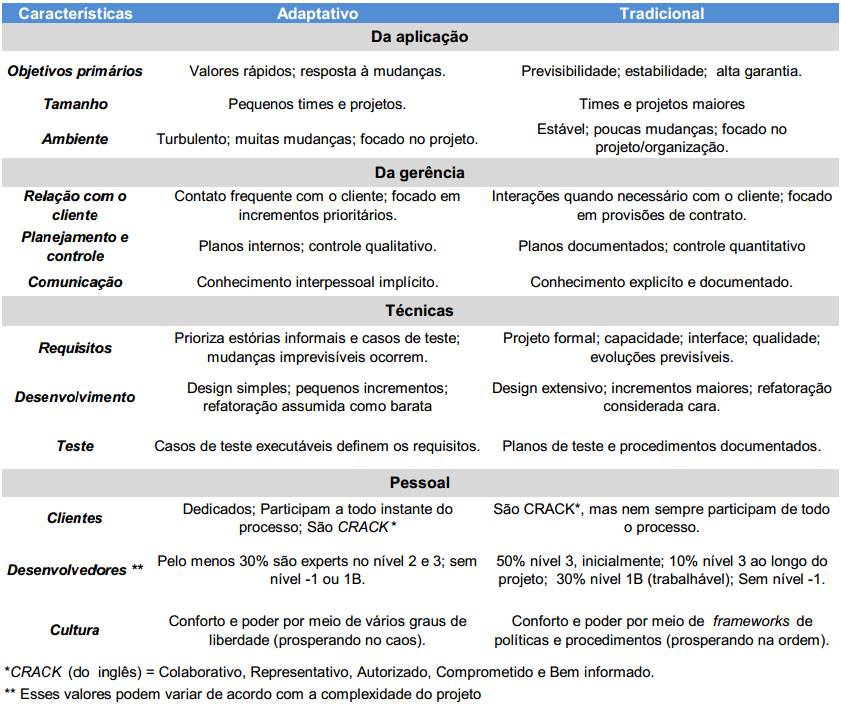 Características Adaptativo Tradicional
Da aplicação
Objetivos primários Valores rápidos; resposta à mudanças. Previsibilidade; estabilidade; alta garantia.
Tamanho Pequenos times e projetos. Times e projetos maiores
Ambiente Turbulento; muitas mudanças; focado no projeto. Estável; poucas mudanças; focado no
projeto/organização.
Da gerência
Relação com o Contato frequente com o cliente; focado em Interações quando necessário com o cliente; focado
cliente incrementos prioritários. em provisões de contrato.
Planejamento e
controle Planos internos; controle qualitativo. Planos documentados; controle quantitativo
Comunicação Conhecimento interpessoal implícito. Conhecimento explicíto e documentado.
Técnicas
Requisitos Prioriza estórias informais e casos de teste; Projeto formal; capacidade; interface; qualidade;
mudanças imprevisíveis ocorrem. evoluções previsíveis.
Desenvolvimento Design simples; pequenos incrementos; Design extensivo; incrementos maiores; refatoração
refatoração assumida como barata considerada cara.
Teste Casos de teste executáveis definem os requisitos. Planos de teste e procedimentos documentados.
Pessoal
Clientes Dedicados; Participam a todo instante do São CRACK*, mas nem sempre participam de todo
processo; São CRACK* o processo.
Desenvolvedores ** Pelo menos 30% são experts no nível 2 e 3; sem 50% nível 3, inicialmente; 10% nível 3 ao longo do
nível -1 ou 1B. projeto; 30% nível 1B (trabalhável); Sem nível -1.
Cultura Conforto e poder por meio de vários graus de Conforto e poder por meio de frameworks de
liberdade (prosperando no caos). políticas e procedimentos (prosperando na ordem).
*CRACK (do inglês) = Colaborativo, Representativo, Autorizado, Comprometido e Bem informado.
** Esses valores podem variar de acordo com a complexidade do projeto